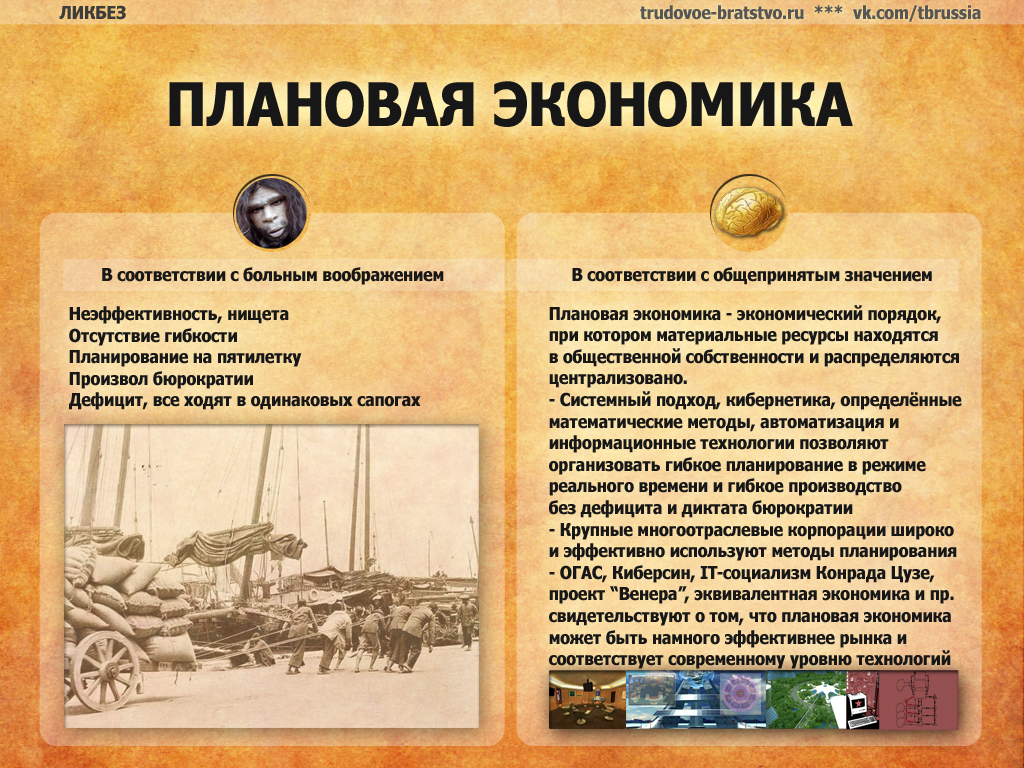 ЛИКБЕЗ
trudovoe-bratstvo.ru *** vk.com/tbrussia
ПЛАНОВАЯ ЭКОНОМИКА
В соответствии с больным воображением
Неэффективность, нищета
Отсутствие гибкости
Планирование на пятилетку
Произвол бюрократии
Дефицит, все ходят в одинаковых сапогах
В соответствии с общепринятым значением
Плановая экономика - экономический порядок,
при котором материальные ресурсы находятся
в общественной собственности и распределяются
централизовано.
- Системный подход, кибернетика, определённые
математические методы, автоматизация и
информационные технологии позволяют
организовать гибкое планирование в режиме
реального времени и гибкое производство
без дефицита и диктата бюрократии
- Крупные многоотраслевые корпорации широко
и эффективно используют методы планирования
- ОГАС, Киберсин, IT-социализм Конрада Цузе,
проект “Венера”, эквивалентная экономика и пр.
свидетельствуют о том, что плановая экономика
может быть намного эффективнее рынка и
соответствует современному уровню технологий